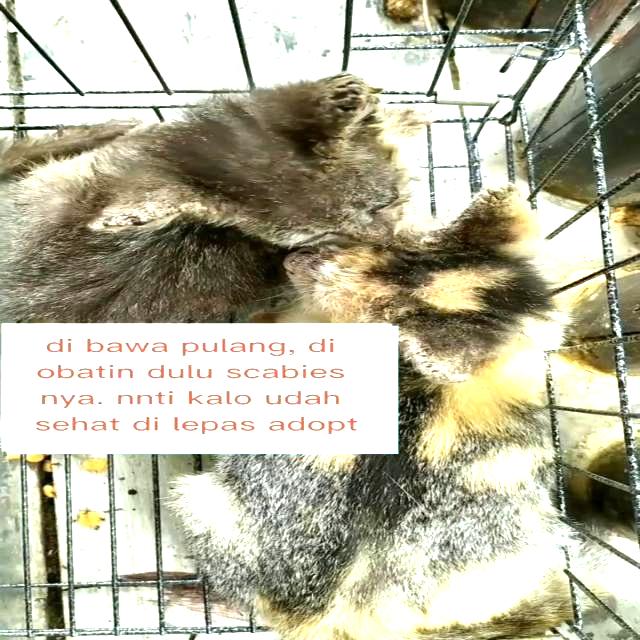 di bawa pulang, di
obatin dulu scabies
nya. nnti kalo udah
sehat di lepas adopt